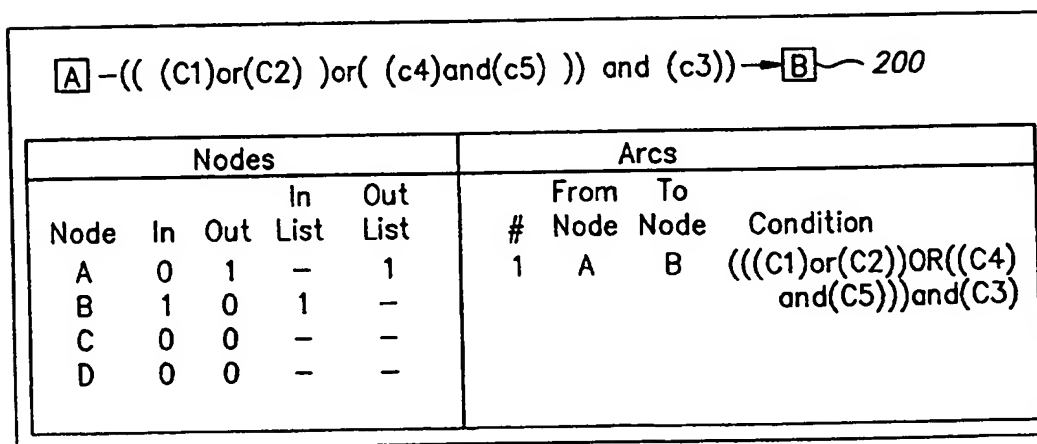 A -(( (C1)or(C2) )or( (c4)and(c5) )) and (c3))→B 200
Nodes Arcs
In Out From To
Node In Out List List # Node Node Condition
A 0 1 – 1 1 A B (((C1)or(C2))OR((C4)
B 1 0 1 – and(C5)))and(C3)
C 0 0 – –
D 0 0 – –